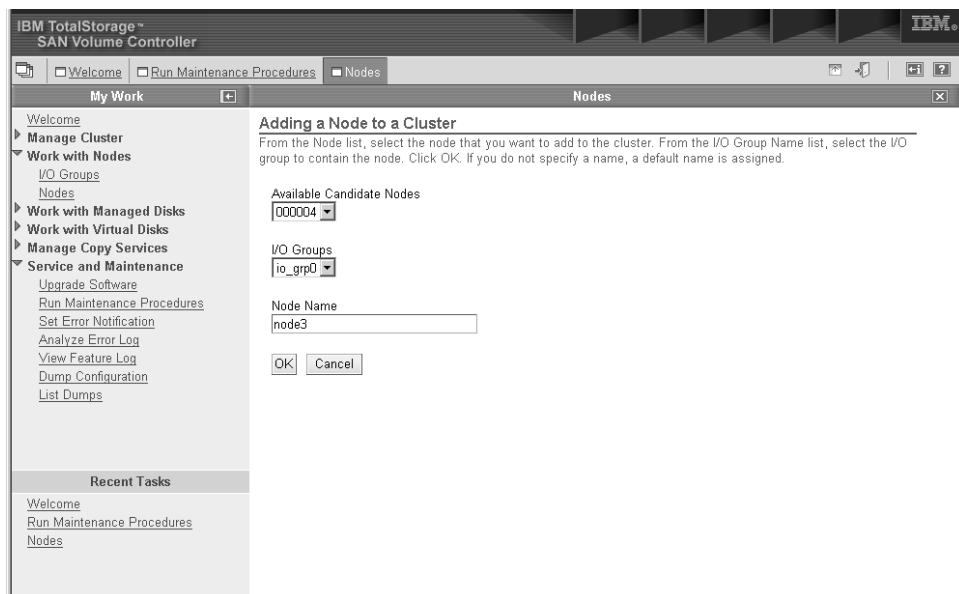 IBM TotalStorage™
SAN Volume Controller
IBM®
Welcome
Run Maintenance Procedures
Nodes
My Work
Nodes
Welcome
Manage Cluster
Work with Nodes
I/O Groups
Nodes
Work with Managed Disks
Work with Virtual Disks
Manage Copy Services
Service and Maintenance
Upgrade Software
Run Maintenance Procedures
Set Error Notification
Analyze Error Log
View Feature Log
Dump Configuration
List Dumps
Recent Tasks
Welcome
Run Maintenance Procedures
Nodes
Adding a Node to a Cluster
From the Node list, select the node that you want to add to the cluster. From the I/O Group Name list, select the I/O
group to contain the node. Click OK. If you do not specify a name, a default name is assigned.
Available Candidate Nodes
000004
I/O Groups
io_grp0
Node Name
node3
OK
Cancel